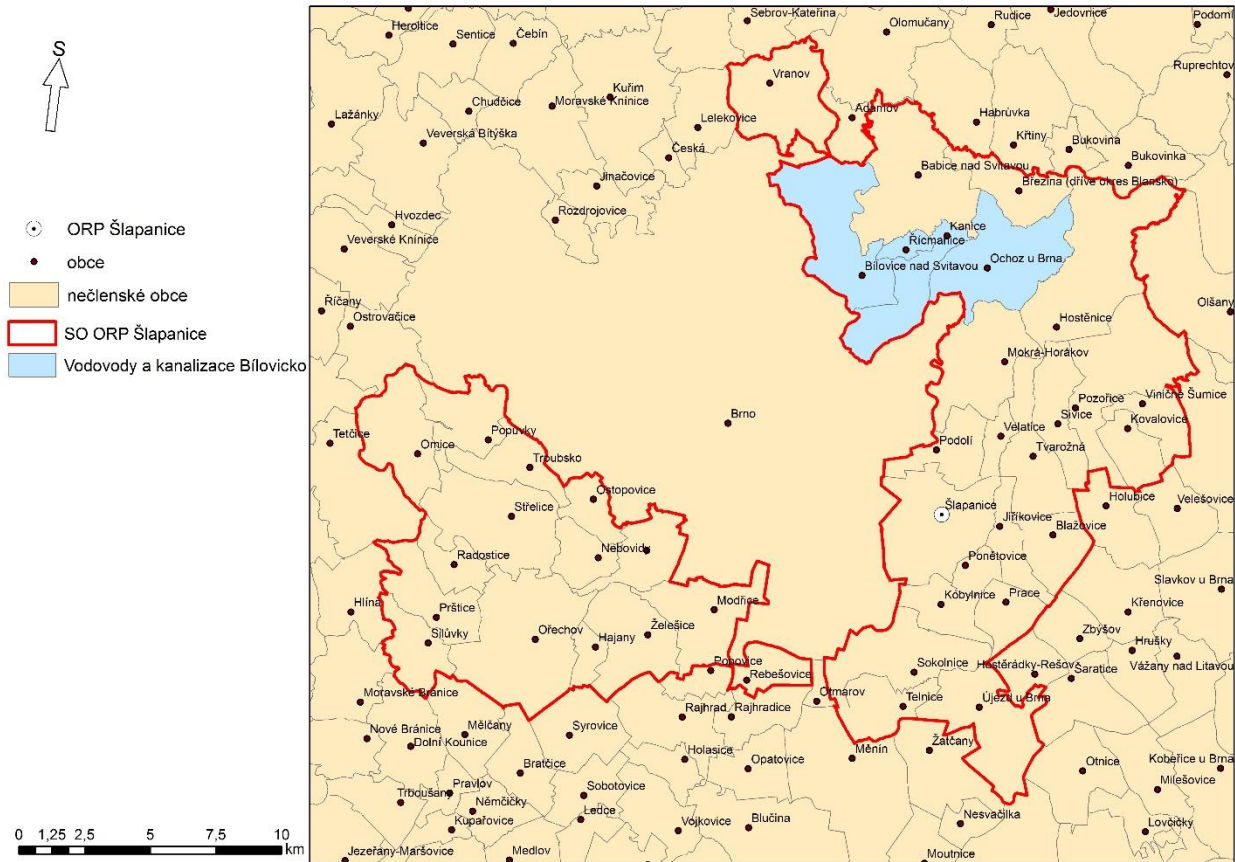 S
ORP Šlapanice
obce
nečlenské obce
SO ORP Šlapanice
Vodovody a kanalizace Bílovicko
0 1,25 2,5 5 7,5 10
km
Heroltice
Sentice
Čebín
Sebrov-Kateřina
Olomučany
Rudice
Jedovnice
Podomí
Ruprechtov
Vranov
Kuřim
Chudčice
Moravské Knínice
Lažánky
Lelekovice
Adamov
Habrůvka
Veverská Bítýška
Křtiny
Bukovina
Česká
Bukovinka
Babice nad Svitavou
Jinačovice
Březina (dříve okres Blansko)
Hvozdec
Rozdrojovice
Kanice
Veverské Knínice
Řícmanice
Bílovice nad Svitavou
Ochoz u Brna
Říčany
Olšany
Ostrovačice
Hostěnice
Mokrá-Horákov
Viničné Šumice
Pozořice
Brno
Sivice
Kovalovice
Tetčice
Popůvky
Velatice
Omice
Podolí
Tvarožná
Troubsko
Ostopovice
Holubice
Velešovice
Střelice
Šlapanice
Jiříkovice
Blažovice
Nebovidy
Radostice
Ponětovice
Slavkov u Brna
Hlína
Modřice
Kobylnice
Prace
Křenovice
Prštice
Ořechov
Želešice
Zbýšov
Silůvky
Hajany
Hrušky
Popovice
Sokolnice
Hostěrádky-Rešov
Šaratice
Vážany nad Litavou
Rebešovice
Moravské Bránice
Otmarov
Telnice
Újezd u Brna
Rajhrad
Rajhradice
Nové Bránice
Mělčany
Syrovice
Dolní Kounice
Měnín
Žatčany
Holasice
Opatovice
Otnice
Kobeřice u Brna
Bratčice
Milešovice
Pravlov
Trboušany
Němčičky
Sobotovice
Kupařovice
Ledce
Vojkovice
Blučina
Nesvačilka
Lovčičky
Jezeřany-Maršovice
Medlov
Moutnice